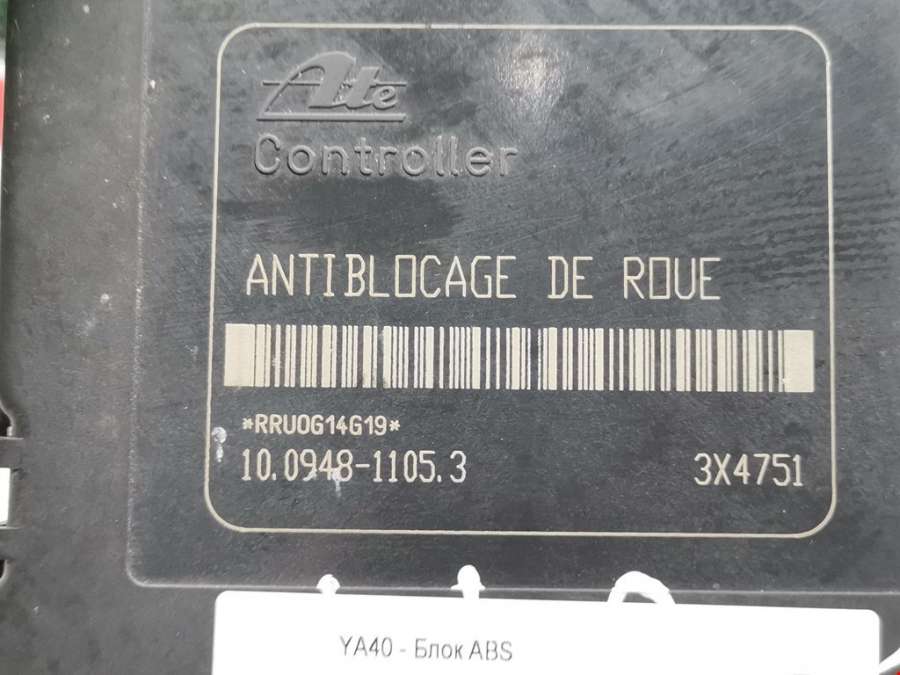 Ate
Controller
ANTIBLOCAGE DE ROUE
*RRU0G14G19*
10.0948-1105.3 3X4751
YA40 - Блок ABS